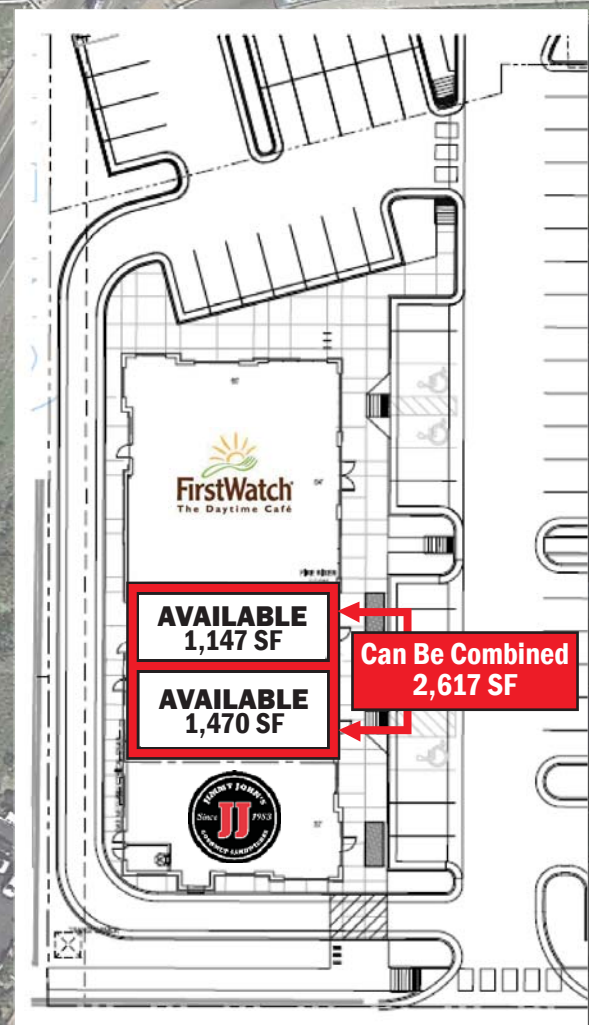 FirstWatch
The Daytime Café
AVAILABLE
1,147 SF
Can Be Combined
2,617 SF
AVAILABLE
1,470 SF
JIMMY JOHN'S
Since JJ 1983
GOURMET SANDWICHES